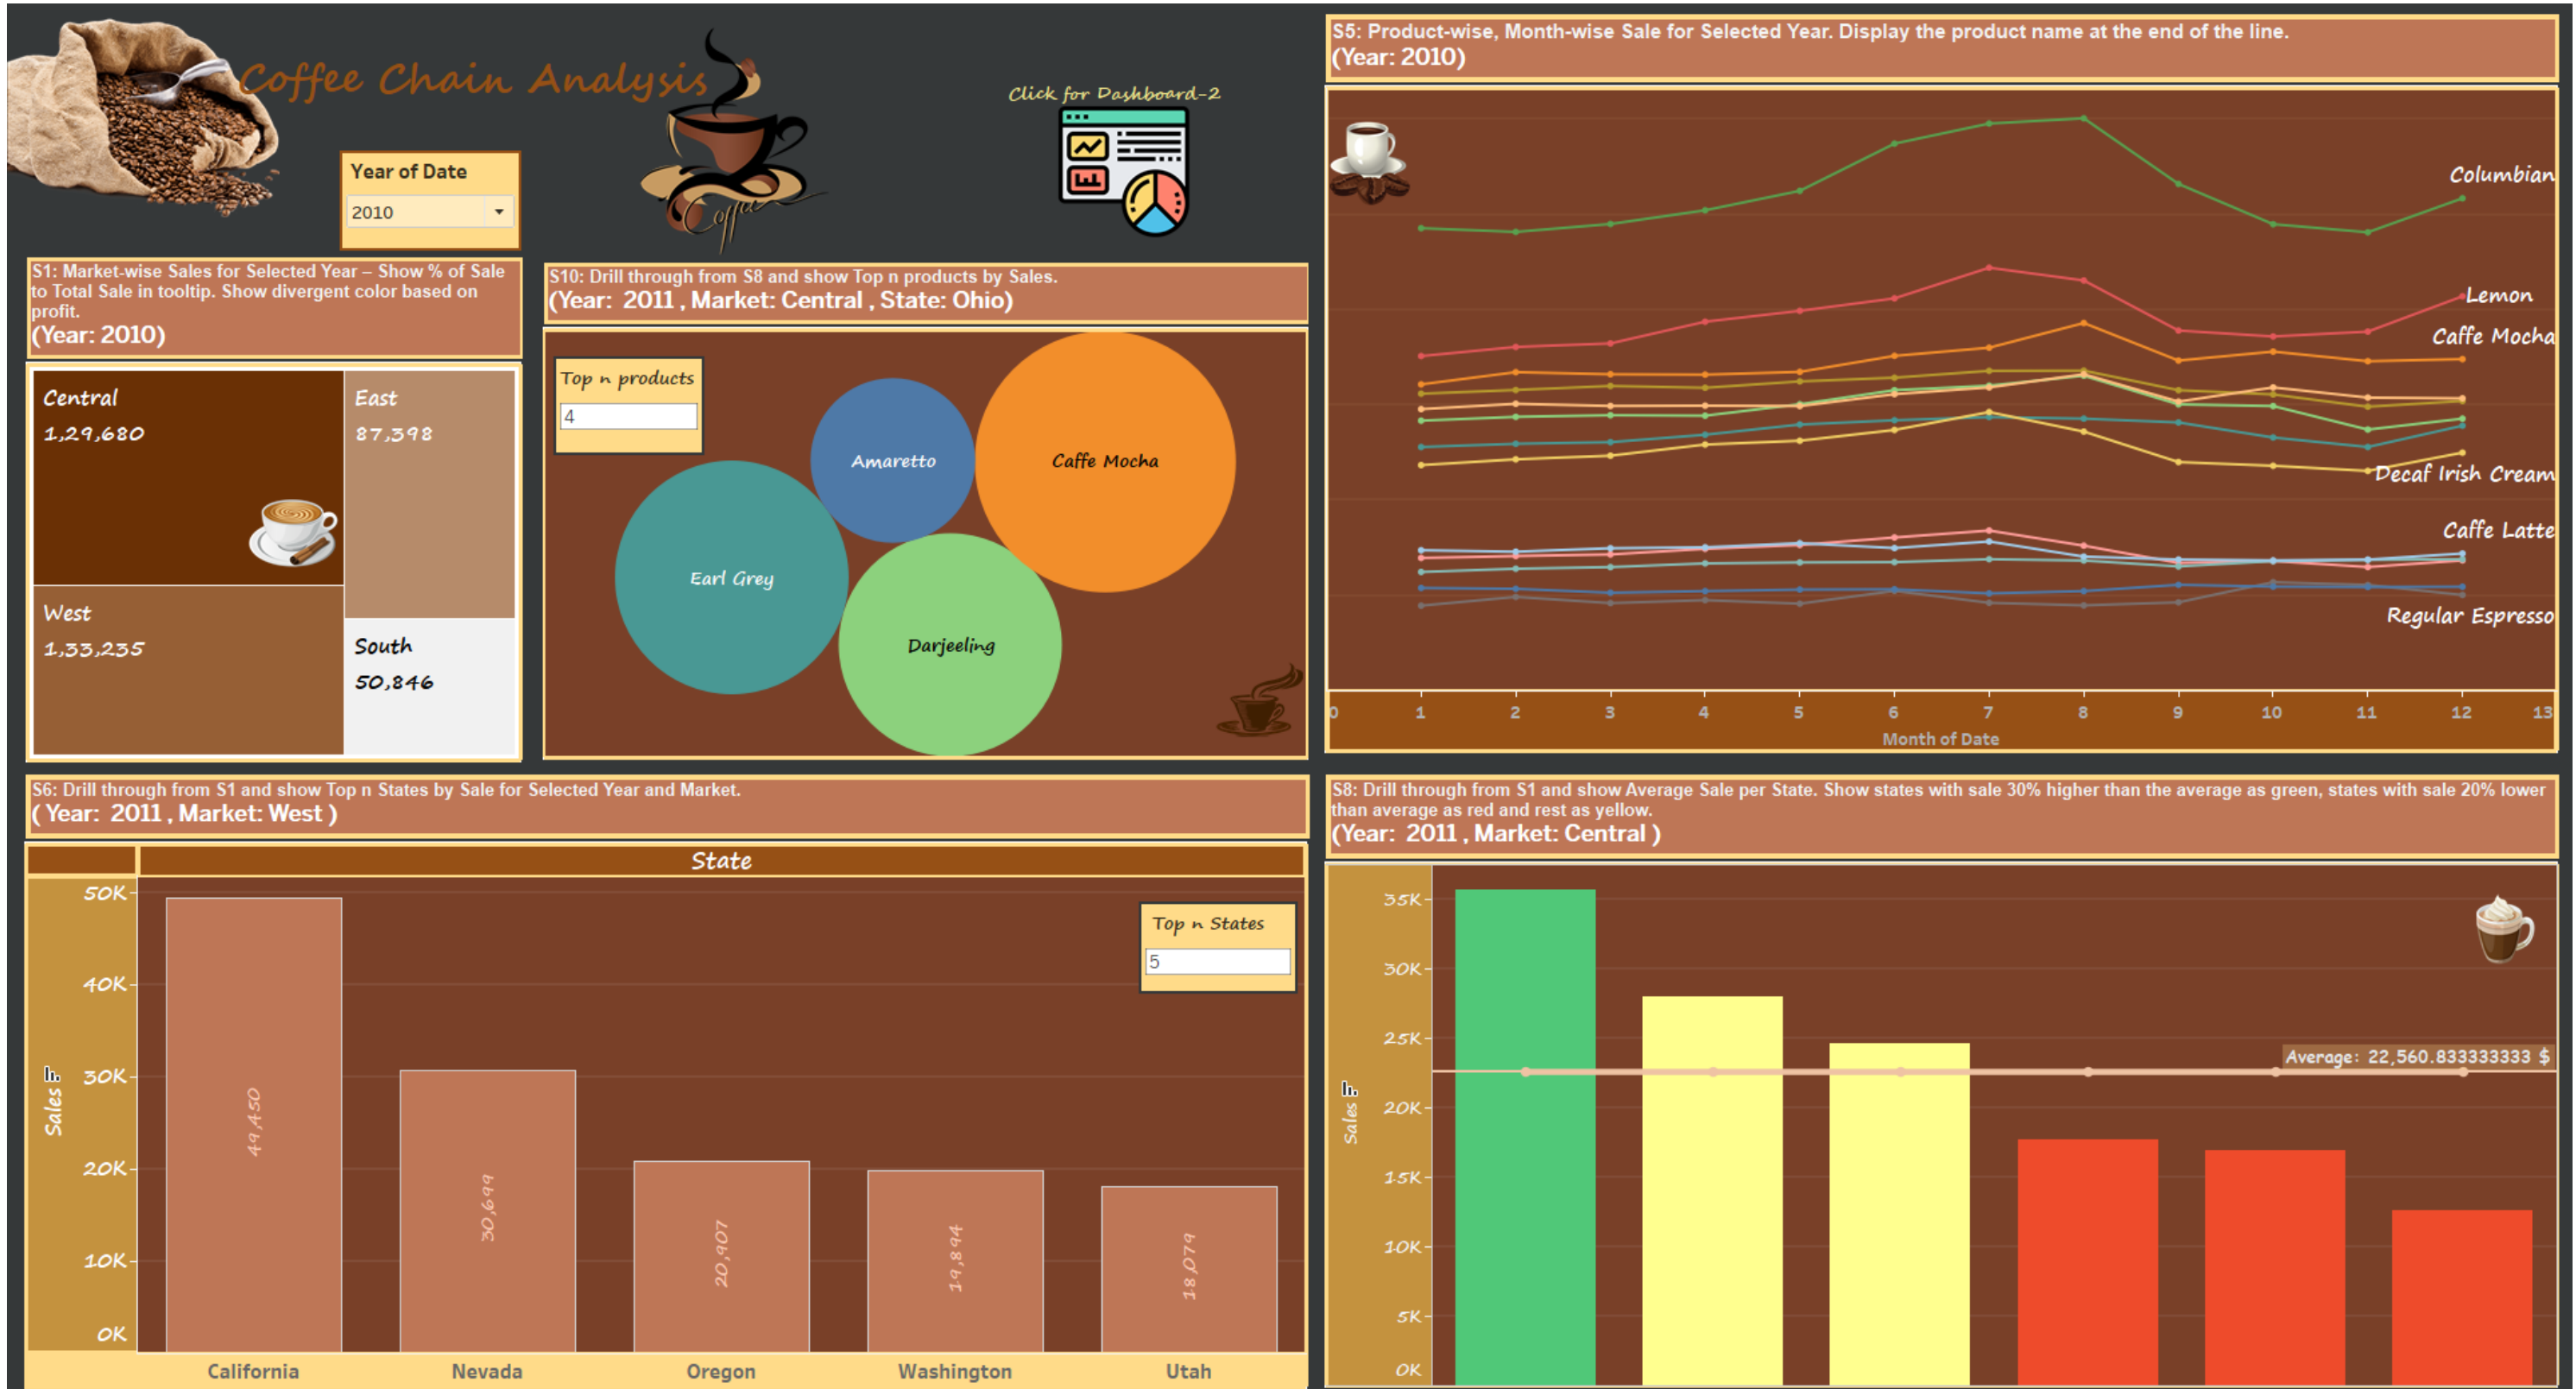 Coffee Chain Analysis
Coffee
Click for Dashboard-2
Year of Date
2010
S1: Market-wise Sales for Selected Year – Show % of Sale
to Total Sale in tooltip. Show divergent color based on
profit.
(Year: 2010)
Central
1,29,680
East
87,398
West
1,33,235
South
50,846
S10: Drill through from S8 and show Top n products by Sales.
(Year: 2011 , Market: Central , State: Ohio)
Top n products
4
Amaretto
Caffe Mocha
Earl Grey
Darjeeling
S5: Product-wise, Month-wise Sale for Selected Year. Display the product name at the end of the line.
(Year: 2010)
Columbian
Lemon
Caffe Mocha
Decaf Irish Cream
Caffe Latte
Regular Espresso
0 1 2 3 4 5 6 7 8 9 10 11 12 13
Month of Date
S6: Drill through from S1 and show Top n States by Sale for Selected Year and Market.
( Year: 2011 , Market: West )
State
Top n States
5
Sales
50K
40K
30K
20K
10K
0K
49,450
30,699
20,907
19,894
18,079
California Nevada Oregon Washington Utah
S8: Drill through from S1 and show Average Sale per State. Show states with sale 30% higher than the average as green, states with sale 20% lower
than average as red and rest as yellow.
(Year: 2011 , Market: Central )
Sales
35K
30K
25K
20K
15K
10K
5K
0K
Average: 22,560.833333333 $